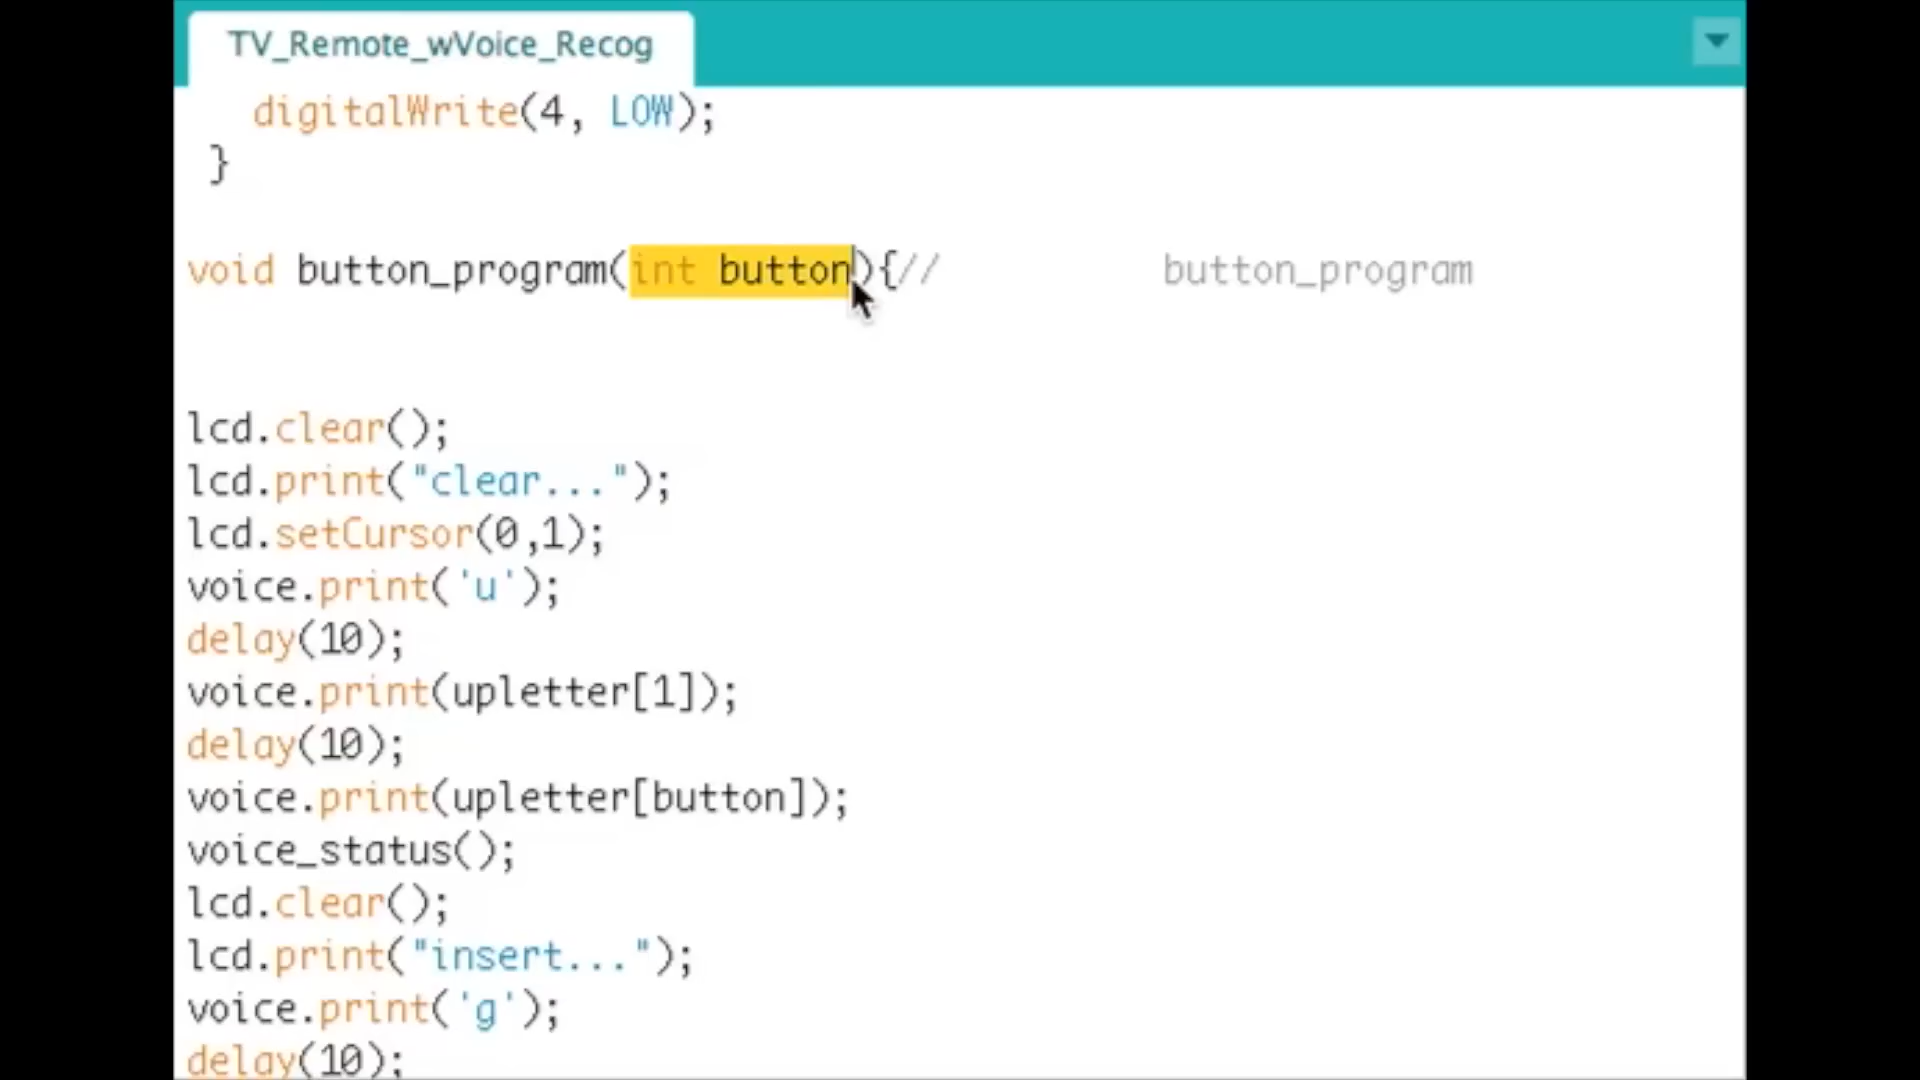 TV_Remote_wVoice_Recog
digitalWrite(4, LOW);
}
void button_program(int button){// button_program
lcd.clear();
lcd.print("clear...");
lcd.setCursor(0,1);
voice.print('u');
delay(10);
voice.print(upletter[1]);
delay(10);
voice.print(upletter[button]);
voice_status();
lcd.clear();
lcd.print("insert...");
voice.print('g');
delay(10);